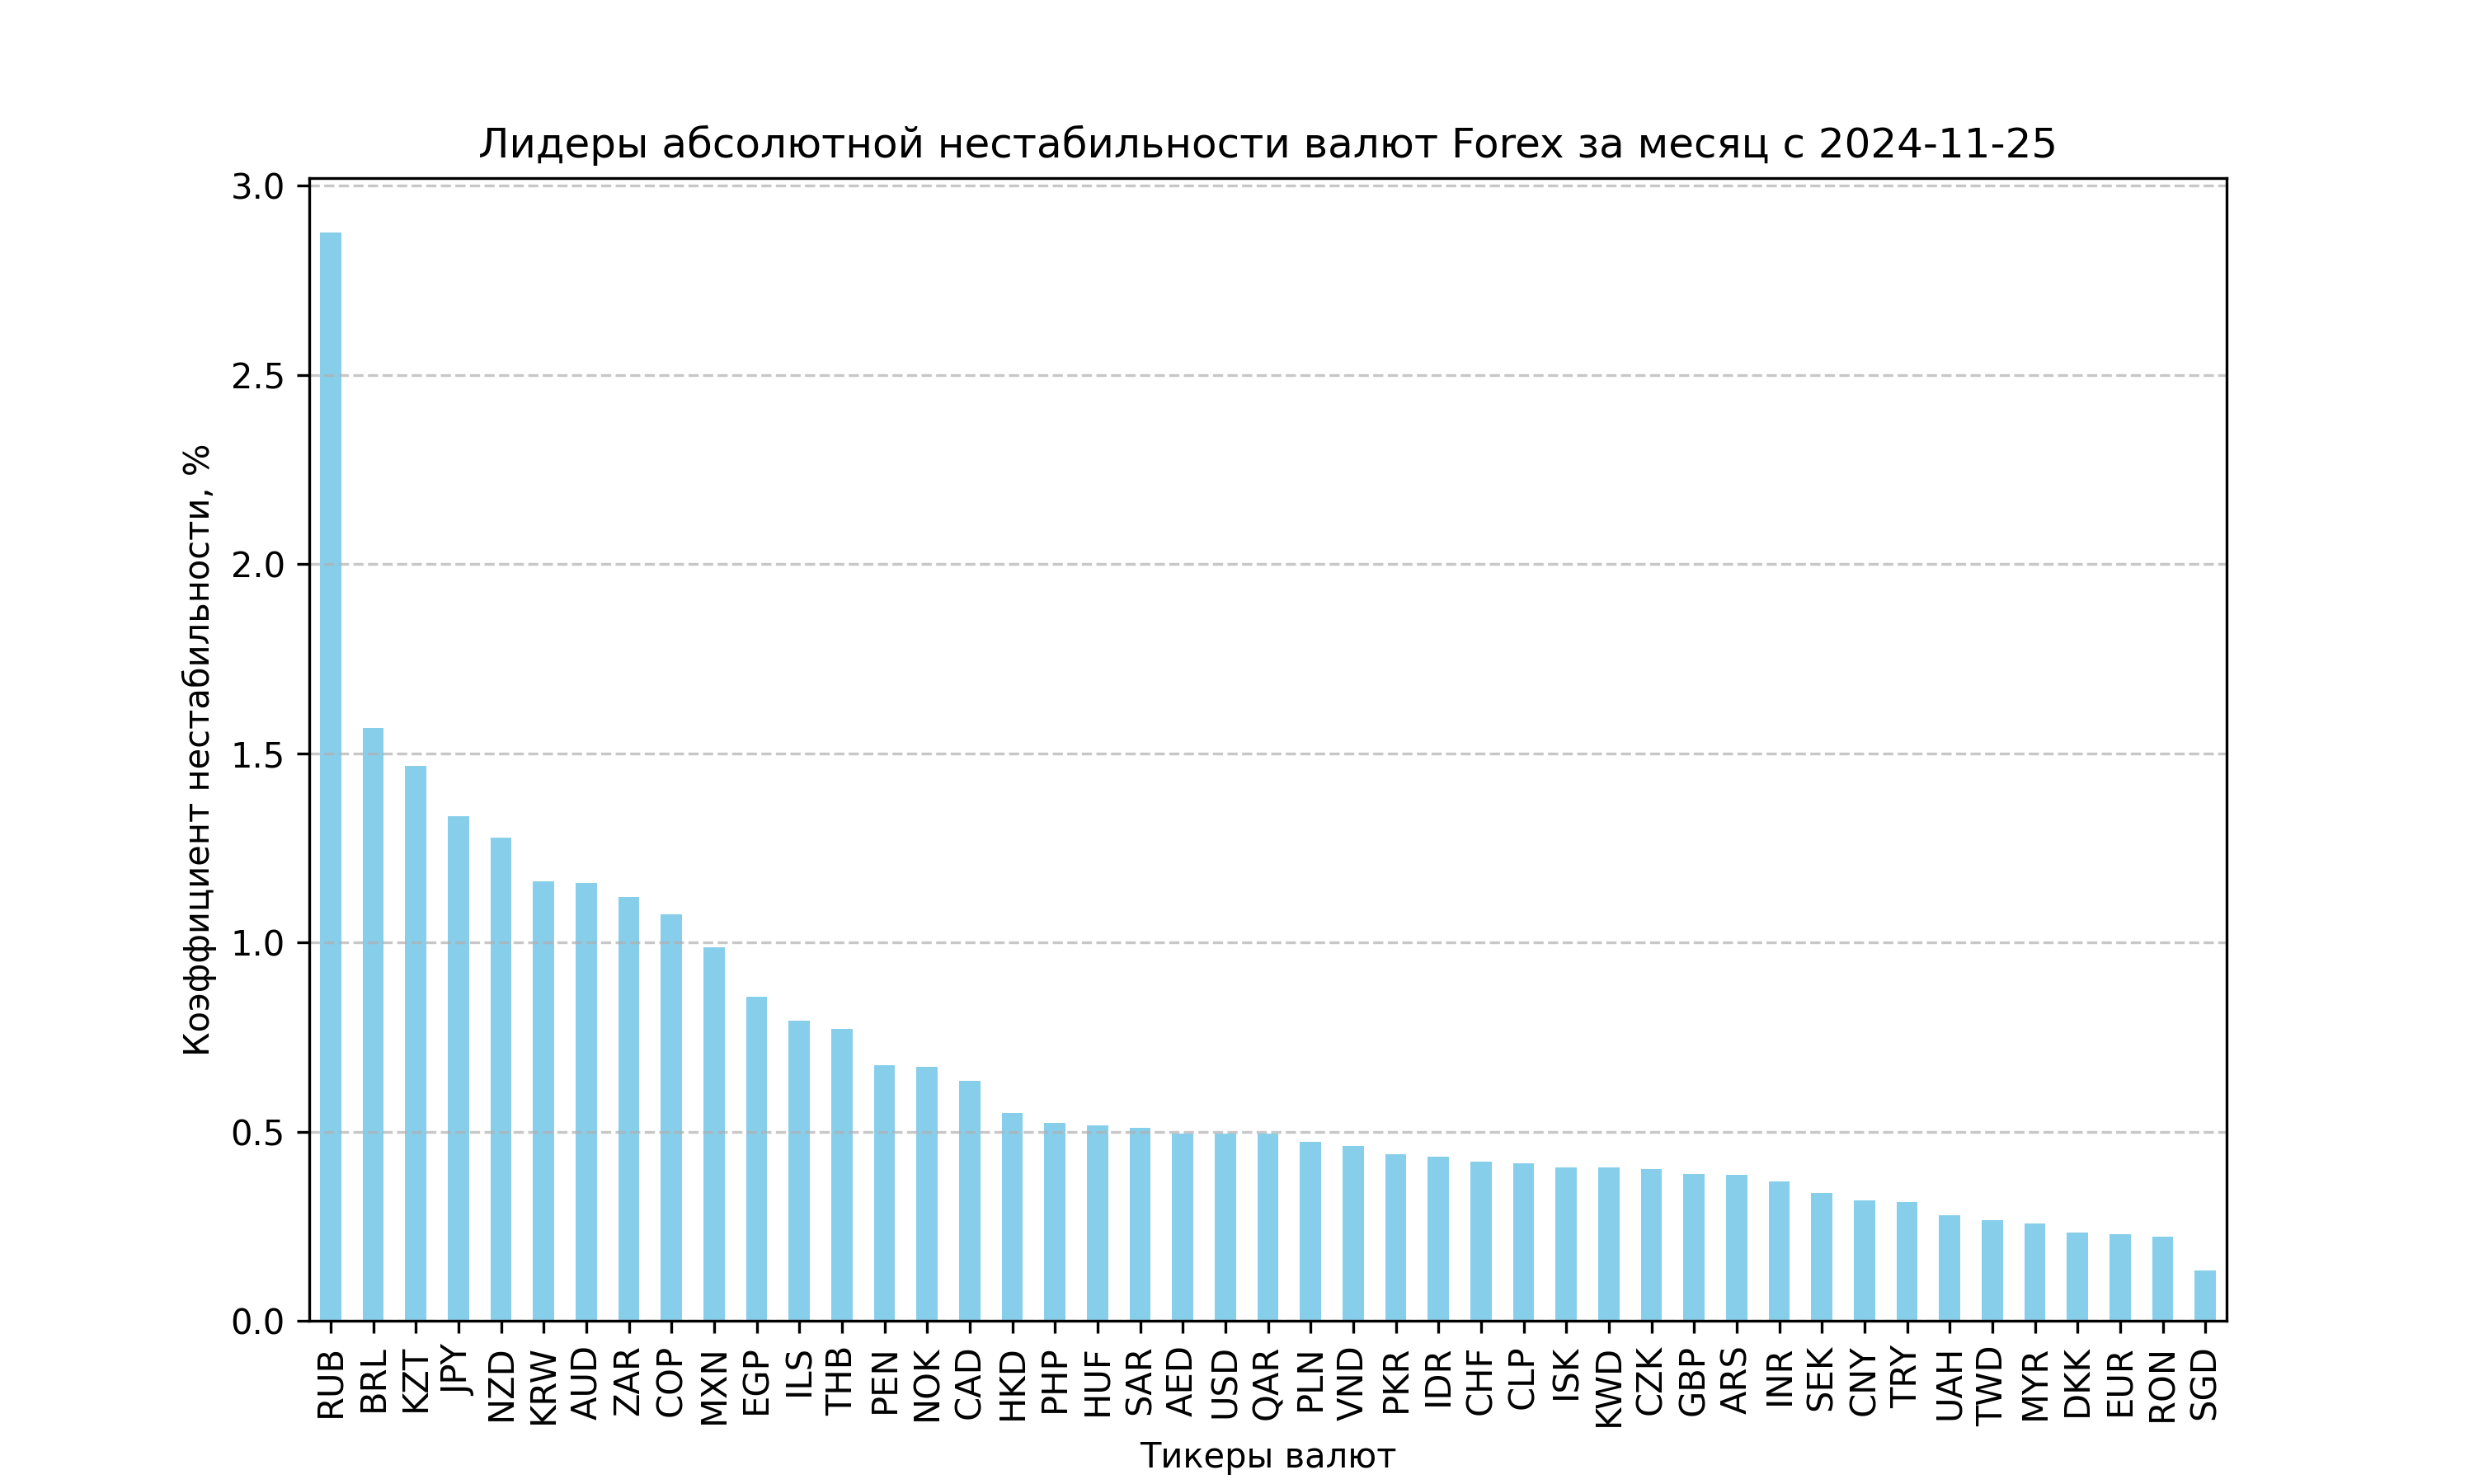 Лидеры абсолютной нестабильности валют Forex за месяц с 2024-11-25
Коэффициент нестабильности, %
3.0
2.5
2.0
1.5
1.0
0.5
0.0
RUB
BRL
KZT
JPY
NZD
KRW
AUD
ZAR
COP
MXN
EGP
ILS
THB
PEN
NOK
CAD
HKD
PHP
HUF
SAR
AED
USD
QAR
PLN
VND
PKR
IDR
CHF
CLP
ISK
KWD
CZK
GBP
ARS
INR
SEK
CNY
TRY
UAH
TWD
MYR
DKK
EUR
RON
SGD
Тикеры валют